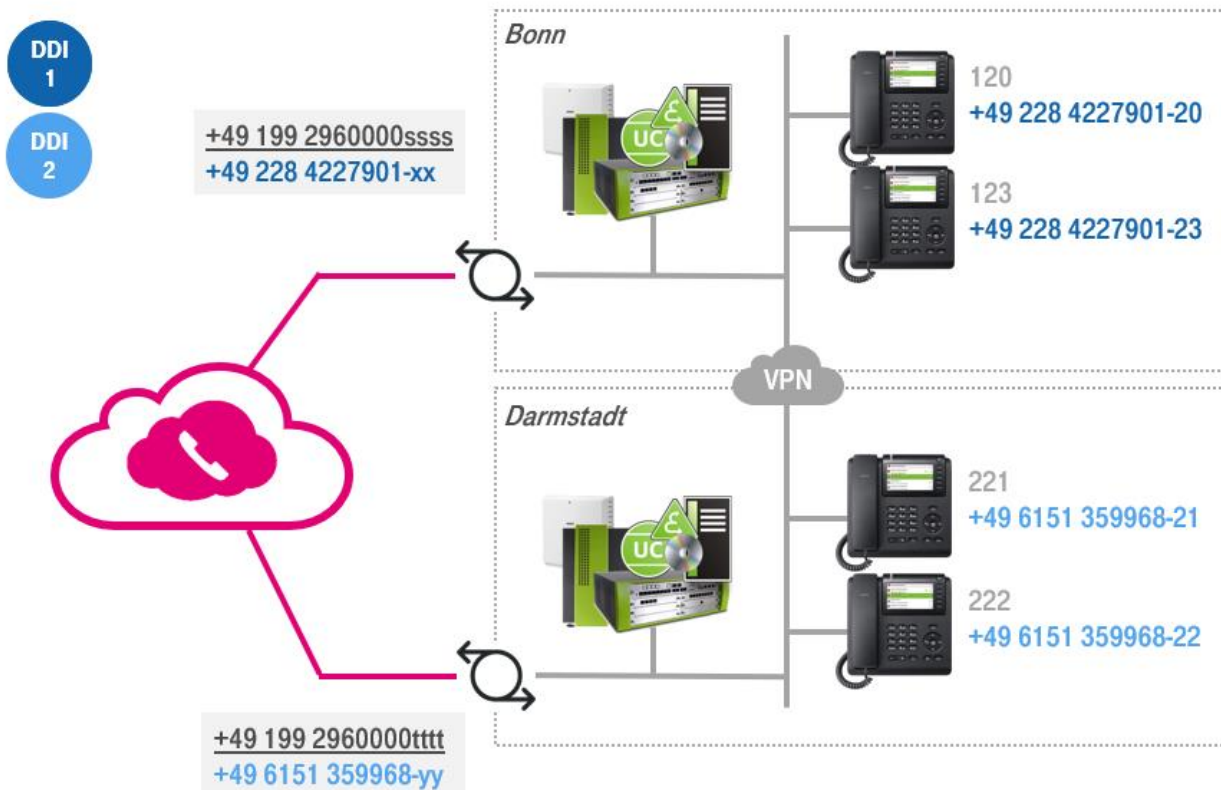 DDI
1
DDI
2
+49 199 2960000ssss
+49 228 4227901-xx
Bonn
UC
120
+49 228 4227901-20
123
+49 228 4227901-23
VPN
Darmstadt
UC
221
+49 6151 359968-21
222
+49 6151 359968-22
+49 199 2960000tttt
+49 6151 359968-yy